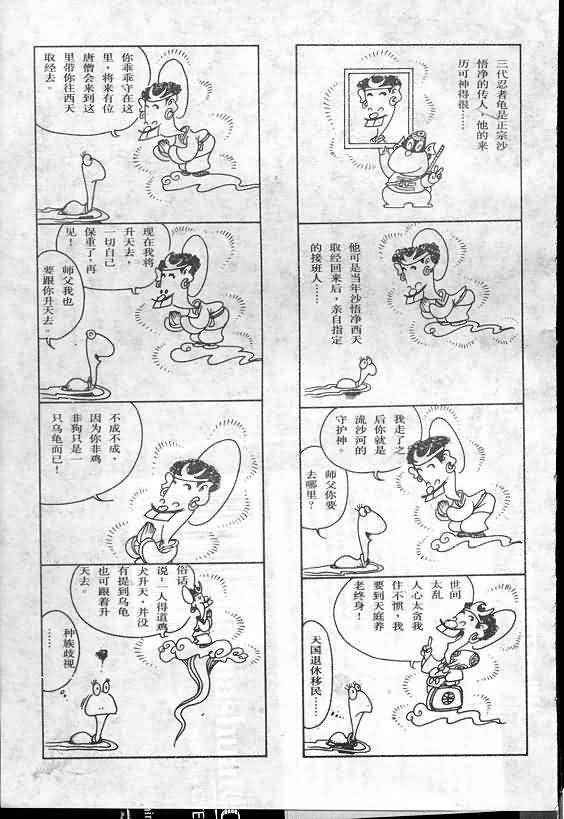 三代忍者龟是正宗沙
悟净的传人，他的来
历可神得很……
他可是当年沙悟净西天
取经回来后，亲自指定
的接班人……
我走了之
后你就是
流沙河的
守护神。
师父你要
去哪里？
世间
太乱
人心太贪我
住不惯，我
要到天庭养
老终身！
天国退休移民……
你乖乖守在这
里，将来有位
唐僧会来到这
里带你往西天
取经去。
现在我将
升天去，
一切自己
保重了，再
见！
师父我也
要跟你升天去。
不成不成，
因为你非鸡
非狗只是一
只乌龟而已！
俗话
说：一人得道鸡
犬升天，并没
有提到乌龟
也可跟着升
天去。
……种族歧视